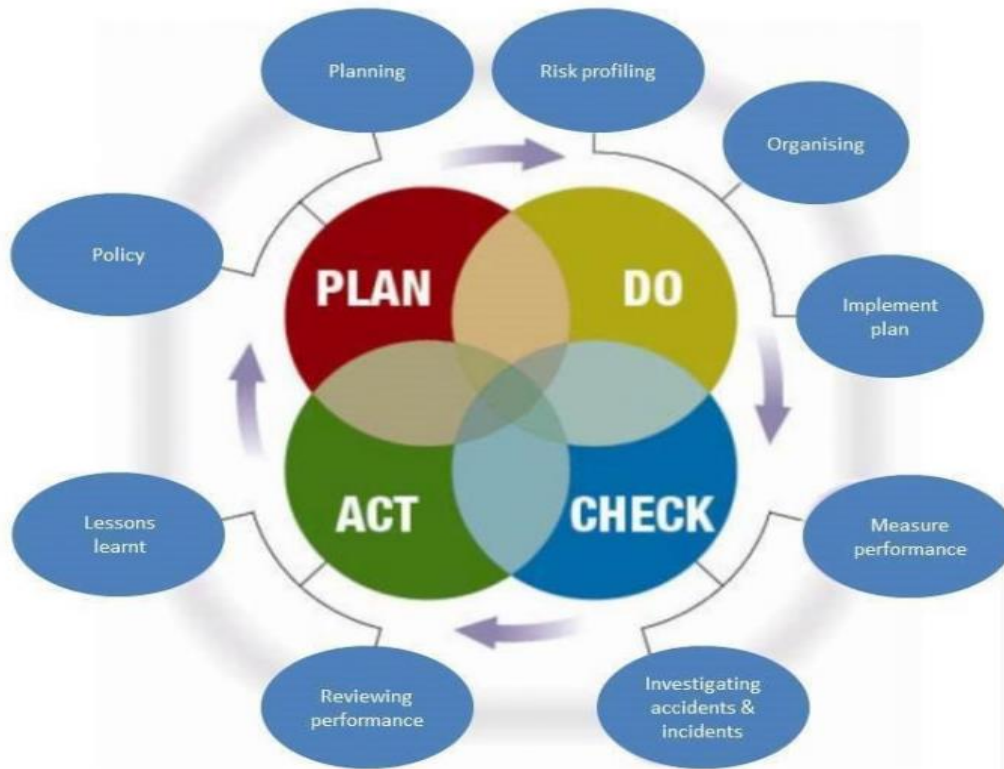 Planning
Risk profiling
Organising
Policy
PLAN
DO
Implement
plan
Lessons
learnt
ACT
CHECK
Measure
performance
Reviewing
performance
Investigating
accidents &
incidents